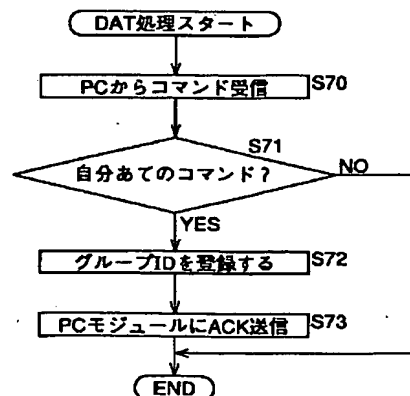 DAT処理スタート
PCからコマンド受信 S70
S71
自分あてのコマンド？ NO
YES
グループIDを登録する S72
PCモジュールにACK送信 S73
END